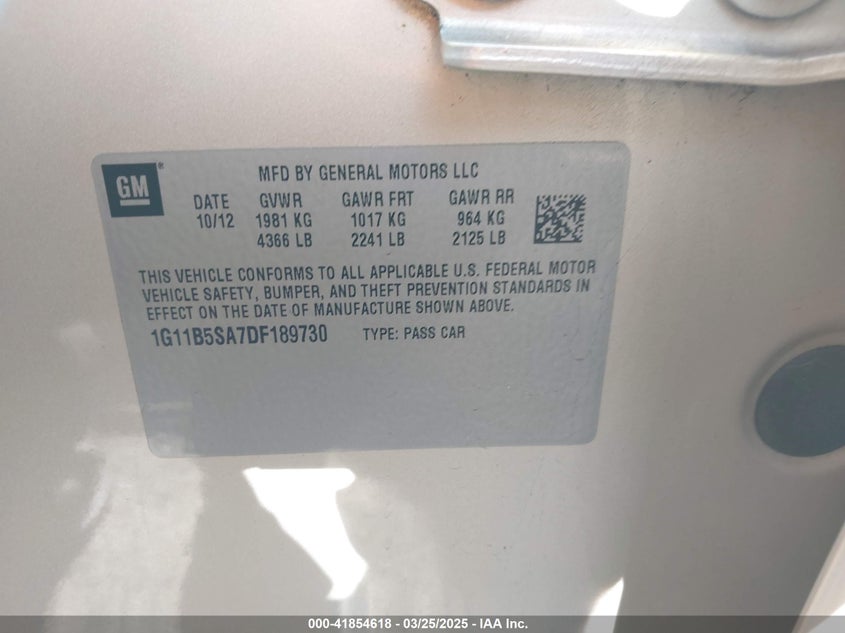 GM®
MFD BY GENERAL MOTORS LLC
DATE GVWR GAWR FRT GAWR RR
10/12 1981 KG 1017 KG 964 KG
4366 LB 2241 LB 2125 LB
THIS VEHICLE CONFORMS TO ALL APPLICABLE U.S. FEDERAL MOTOR
VEHICLE SAFETY, BUMPER, AND THEFT PREVENTION STANDARDS IN
EFFECT ON THE DATE OF MANUFACTURE SHOWN ABOVE.
1G11B5SA7DF189730 TYPE: PASS CAR
000-41854618 - 03/25/2025 - IAA Inc.